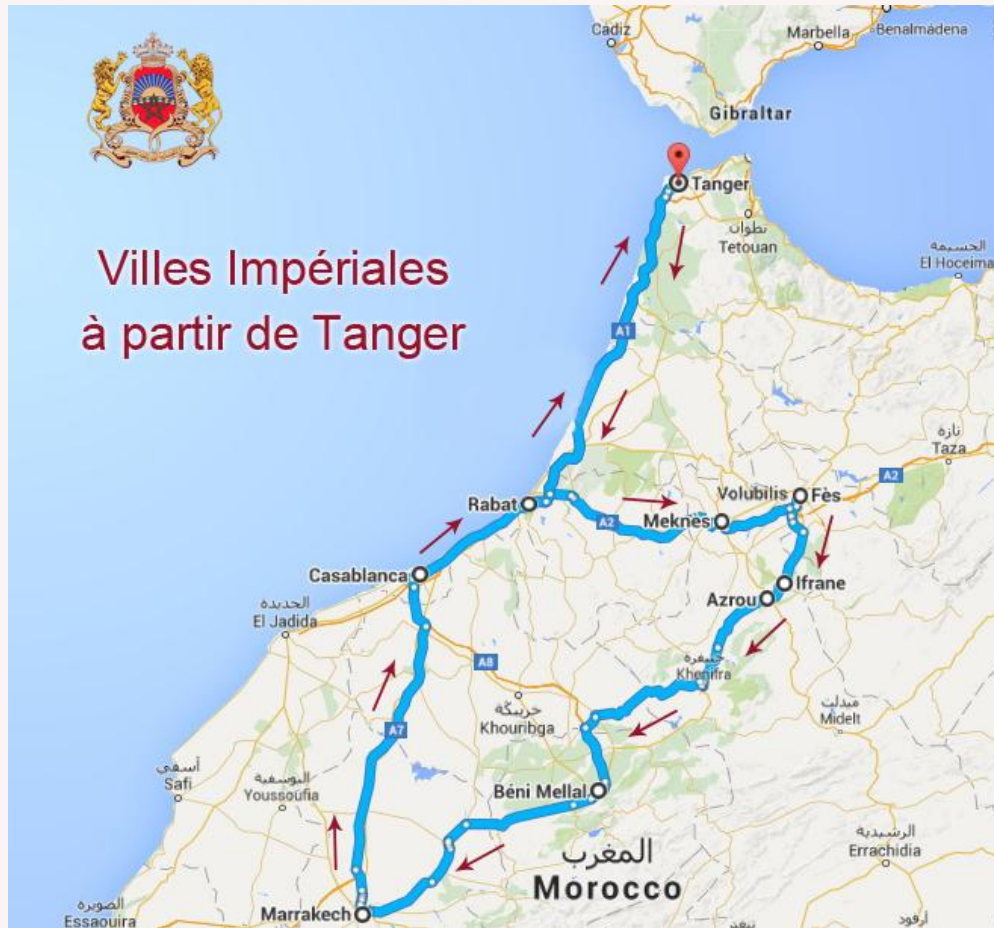 Cádiz
Marbella
Benalmádena
Gibraltar
Tanger
تطوان
Tetouan
الحسيمة
El Hoceima
Villes Impériales
à partir de Tanger
A1
تازة
Taza
A2
Volubilis
Fès
Rabat
A2
Meknès
Casablanca
Ifrane
Azrou
الجديدة
El Jadida
A8
خنيفرة
Khenifra
خريبكة
Khouribga
ميدلت
Midelt
A7
آسفي
Safi
اليوسفية
Youssoufia
Béni Mellal
الرشيدية
Errachidia
المغرب
Morocco
الصويرة
Essaouira
Marrakech
أرفود